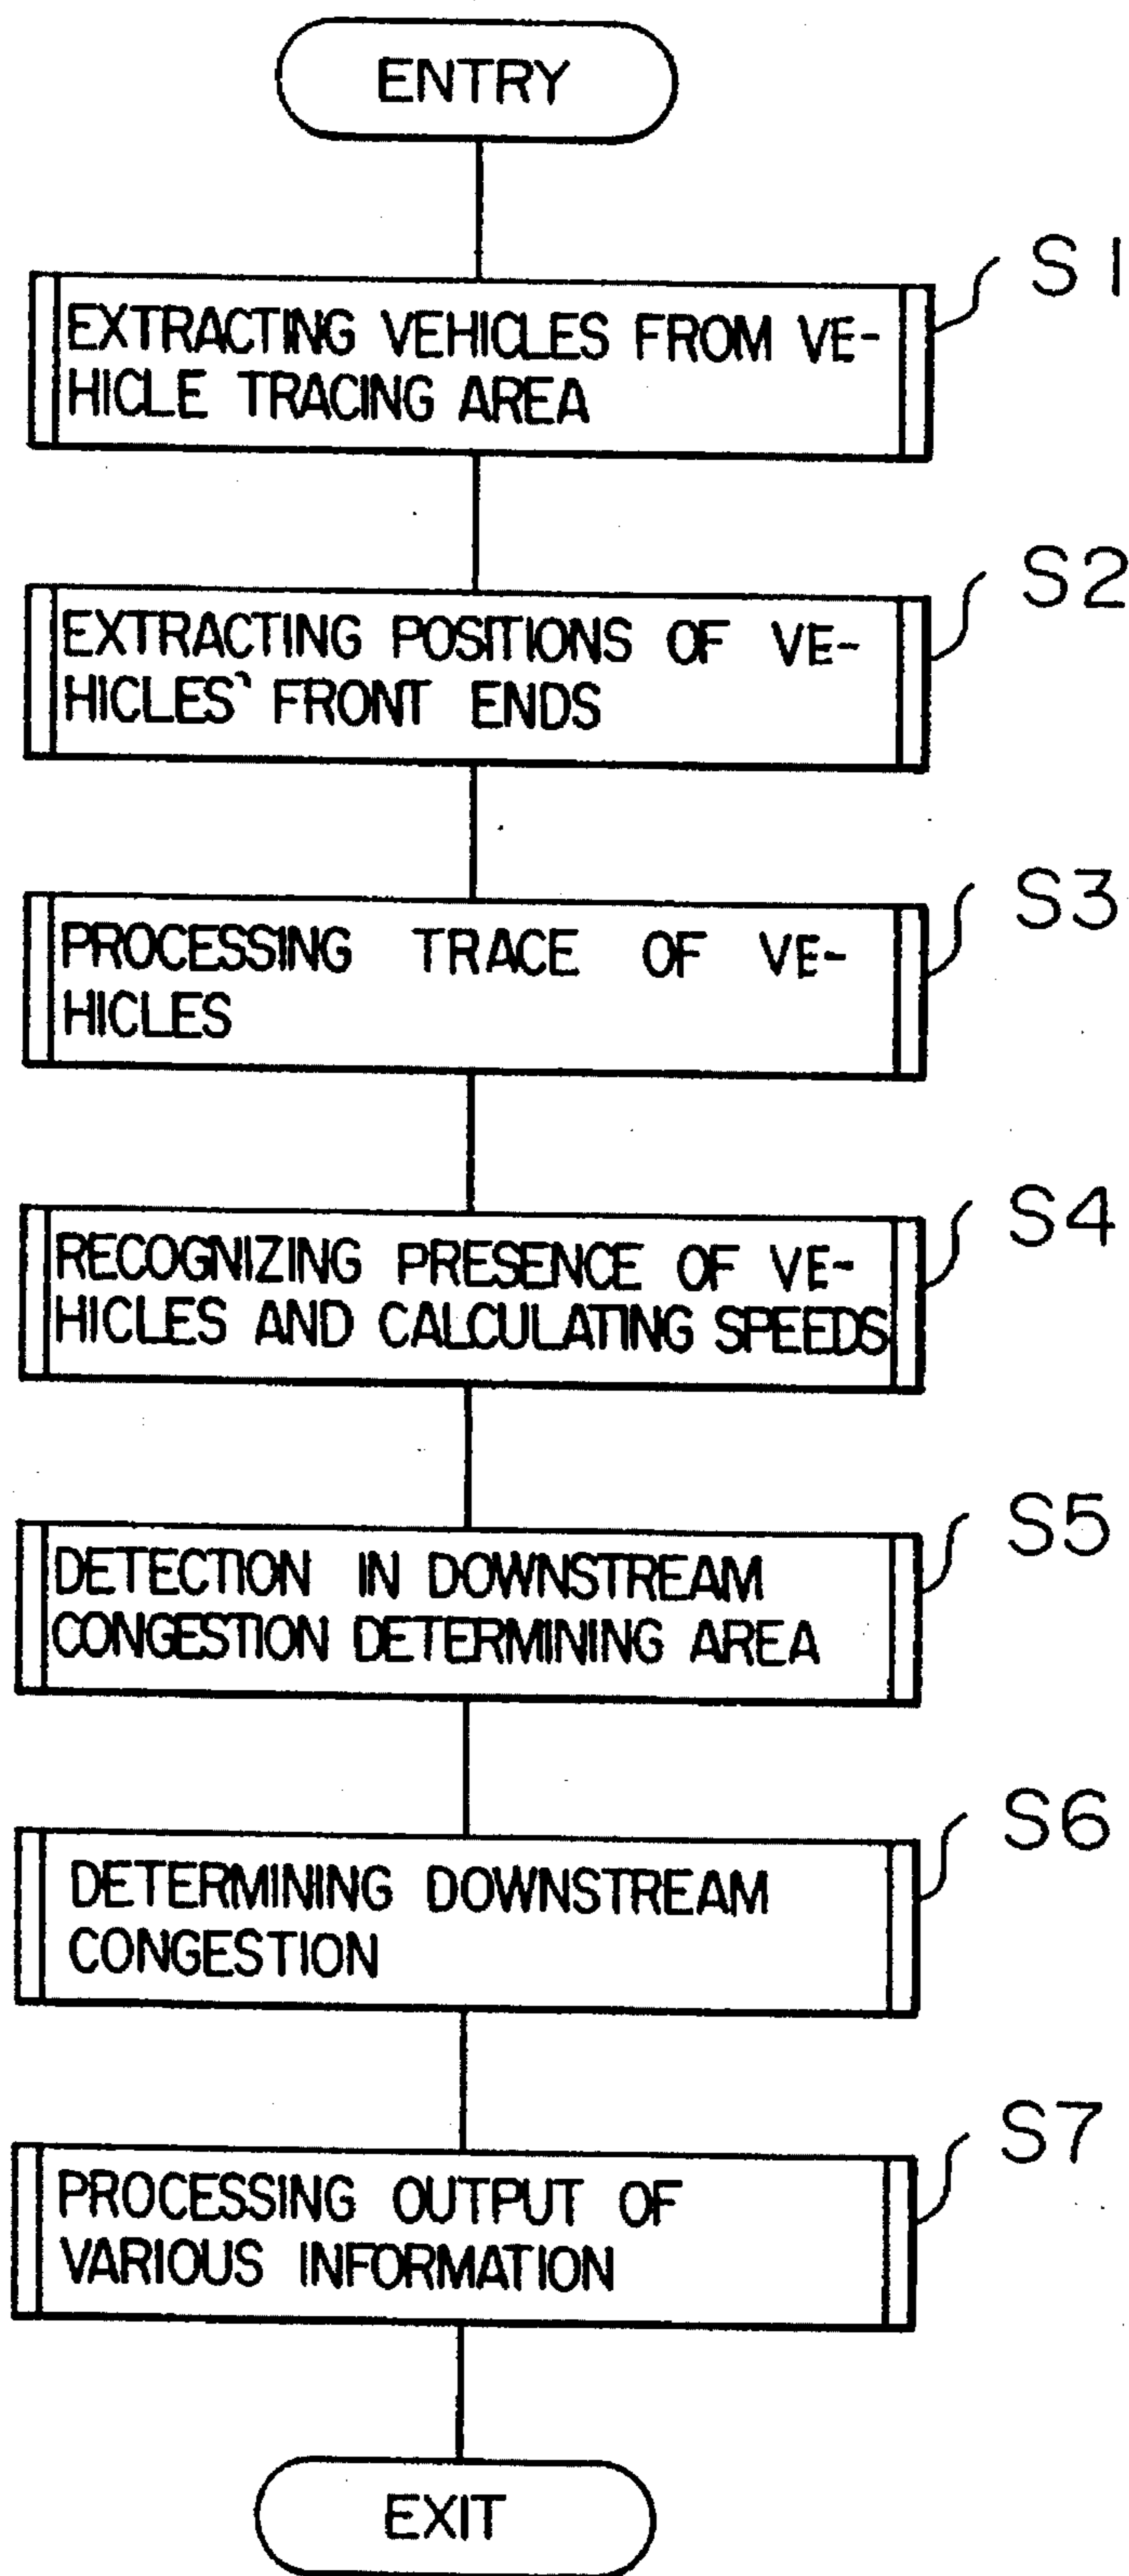 ENTRY
S1
EXTRACTING VEHICLES FROM VE-
HICLE TRACING AREA
S2
EXTRACTING POSITIONS OF VE-
HICLES' FRONT ENDS
S3
PROCESSING TRACE OF VE-
HICLES
S4
RECOGNIZING PRESENCE OF VE-
HICLES AND CALCULATING SPEEDS
S5
DETECTION IN DOWNSTREAM
CONGESTION DETERMINING AREA
S6
DETERMINING DOWNSTREAM
CONGESTION
S7
PROCESSING OUTPUT OF
VARIOUS INFORMATION
EXIT